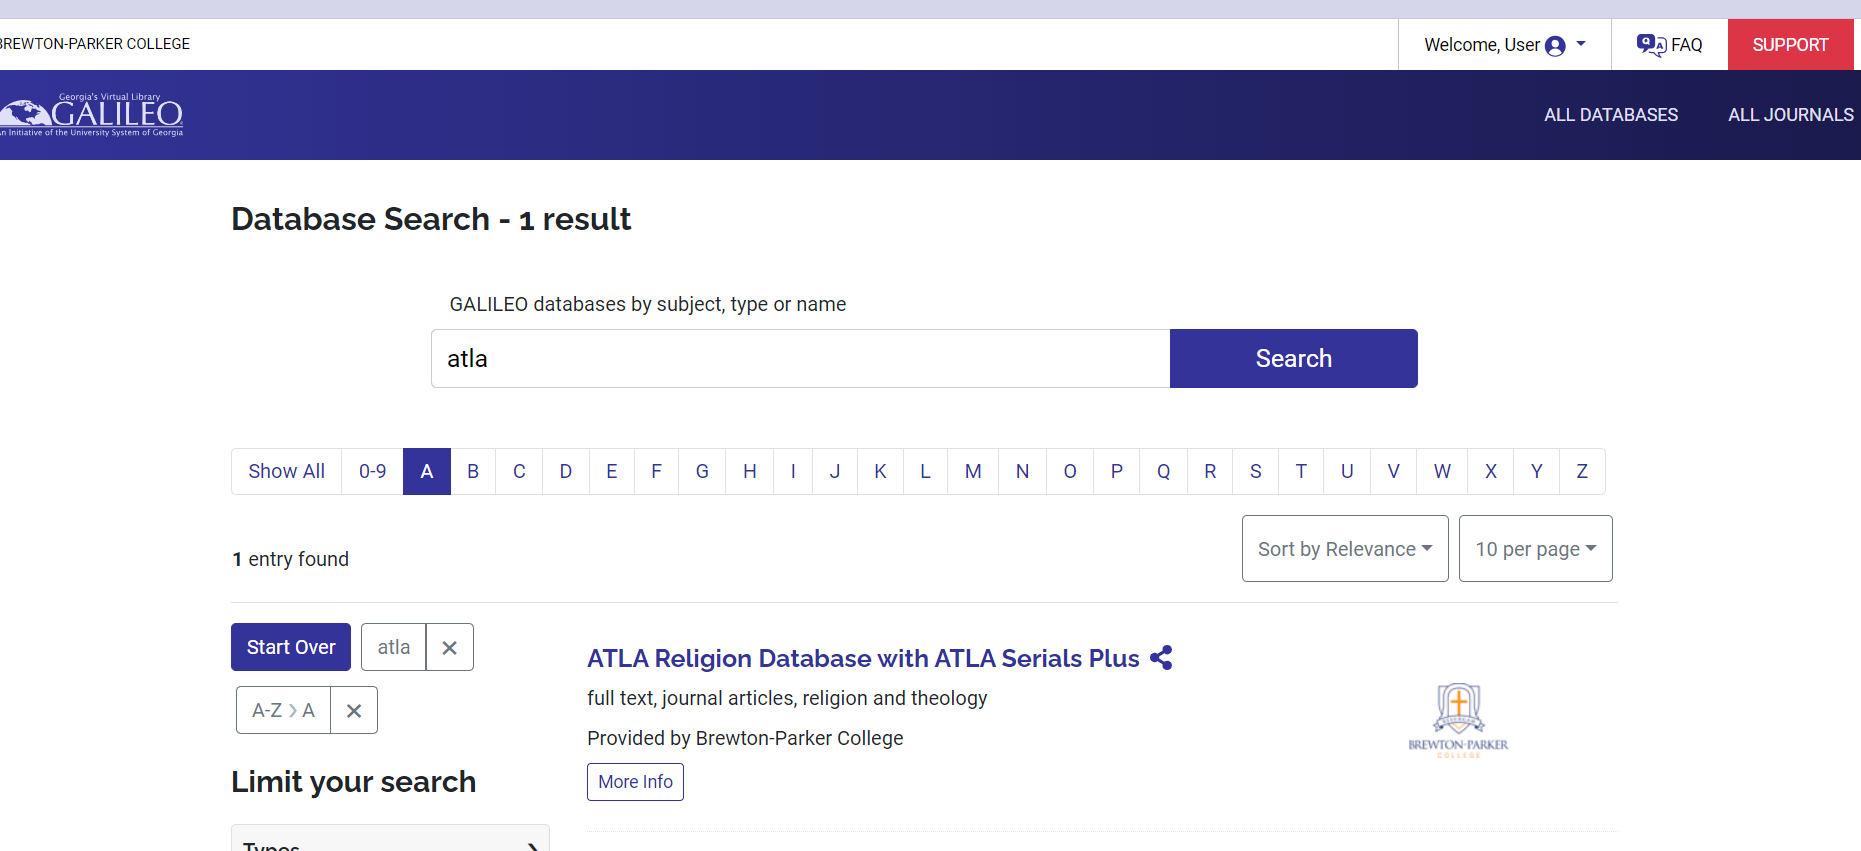 BREWTON-PARKER COLLEGE
Welcome, User
FAQ
SUPPORT
Georgia's Virtual Library
GALILEO
An Initiative of the University System of Georgia
ALL DATABASES
ALL JOURNALS
Database Search - 1 result
GALILEO databases by subject, type or name
atla
Search
Show All 0-9 A B C D E F G H I J K L M N O P Q R S T U V W X Y Z
1 entry found
Sort by Relevance
10 per page
Start Over
atla
A-Z > A
Limit your search
Types
ATLA Religion Database with ATLA Serials Plus
full text, journal articles, religion and theology
Provided by Brewton-Parker College
More Info
BREWTON-PARKER
COLLEGE